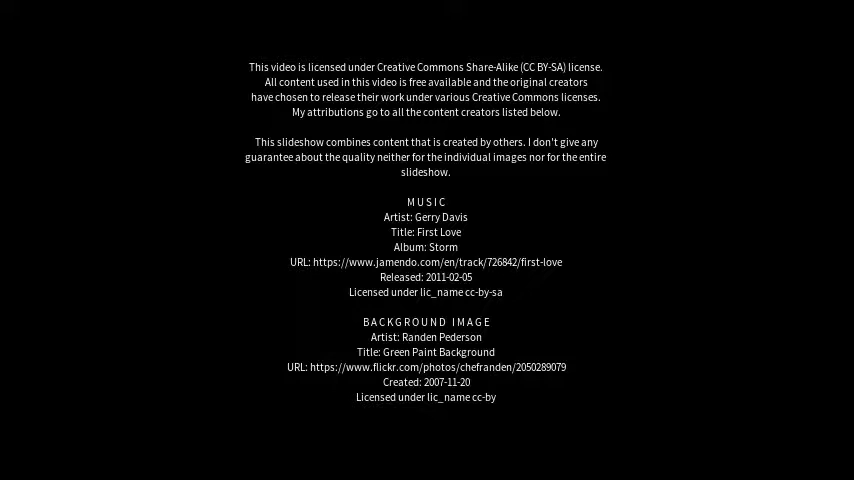 This video is licensed under Creative Commons Share-Alike (CC BY-SA) license.
All content used in this video is free available and the original creators
have chosen to release their work under various Creative Commons licenses.
My attributions go to all the content creators listed below.
This slideshow combines content that is created by others. I don't give any
guarantee about the quality neither for the individual images nor for the entire
slideshow.
M U S I C
Artist: Gerry Davis
Title: First Love
Album: Storm
URL: https://www.jamendo.com/en/track/726842/first-love
Released: 2011-02-05
Licensed under lic_name cc-by-sa
B A C K G R O U N D   I M A G E
Artist: Randen Pederson
Title: Green Paint Background
URL: https://www.flickr.com/photos/chefranden/2050289079
Created: 2007-11-20
Licensed under lic_name cc-by